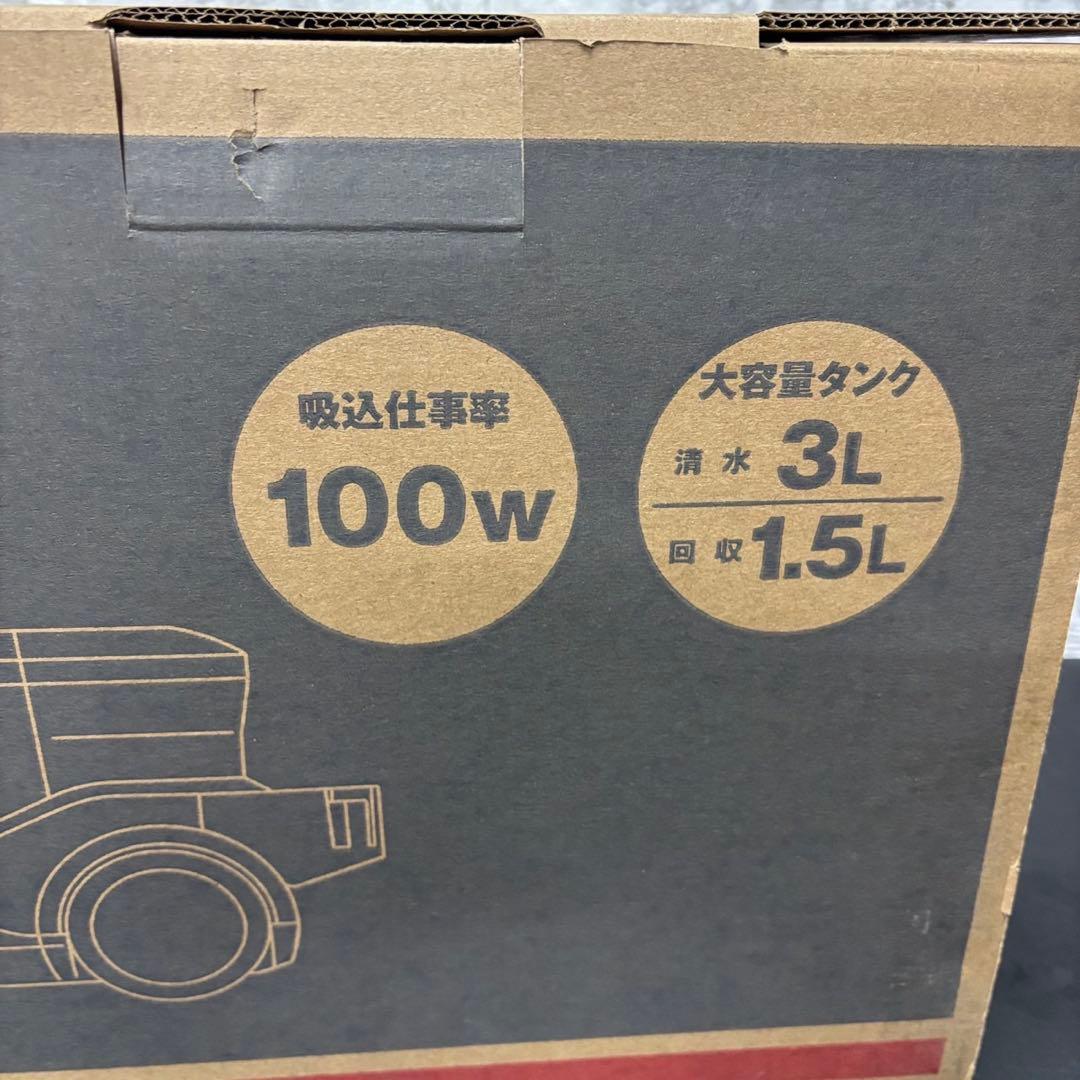 吸込仕事率
100W
大容量タンク
清水 3L
回収 1.5L